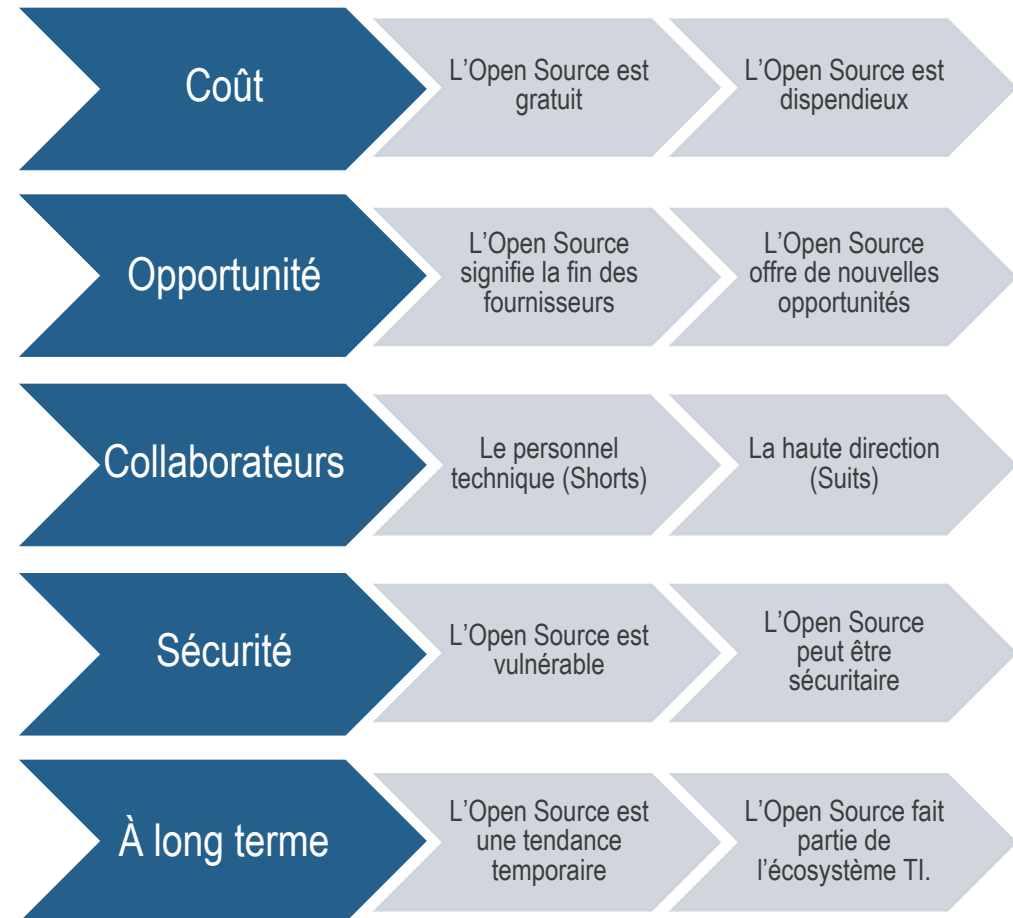 Coût
L’Open Source est
gratuit
L’Open Source est
dispendieux
Opportunité
L’Open Source
signifie la fin des
fournisseurs
L’Open Source
offre de nouvelles
opportunités
Collaborateurs
Le personnel
technique (Shorts)
La haute direction
(Suits)
Sécurité
L’Open Source est
vulnérable
L’Open Source
peut être
sécuritaire
À long terme
L’Open Source est
une tendance
temporaire
L’Open Source fait
partie de
l’écosystème TI.